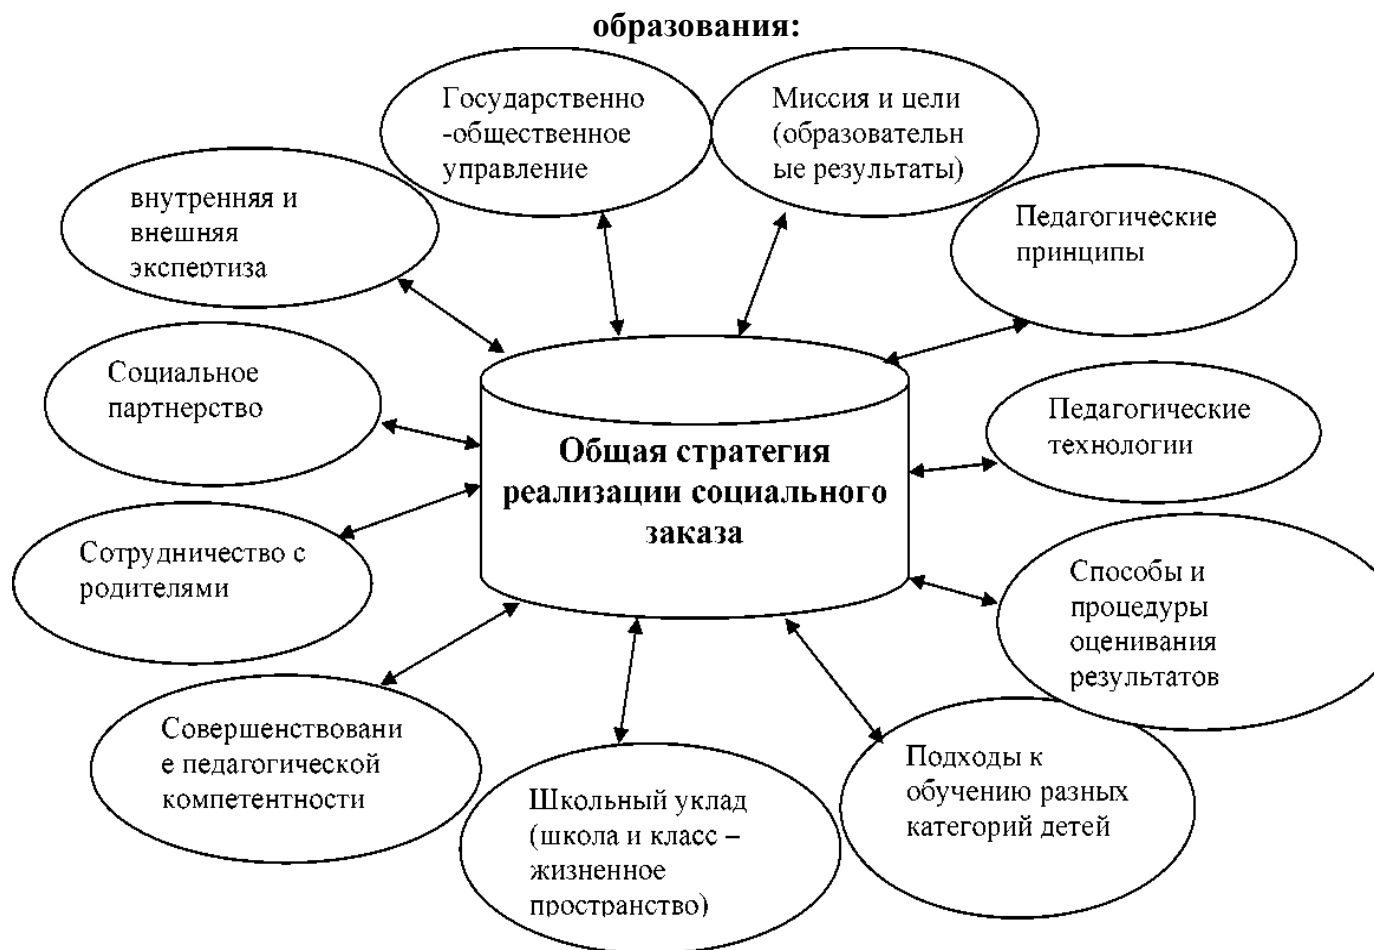 образования:
Государственно
-общественное
управление
Миссия и цели
(образовательн
ые результаты)
внутренняя и
внешняя
экспертиза
Педагогические
принципы
Социальное
партнерство
Педагогические
технологии
Общая стратегия
реализации социального
заказа
Сотрудничество с
родителями
Способы и
процедуры
оценивания
результатов
Совершенствовани
е педагогической
компетентности
Школьный уклад
(школа и класс –
жизненное
пространство)
Подходы к
обучению разных
категорий детей